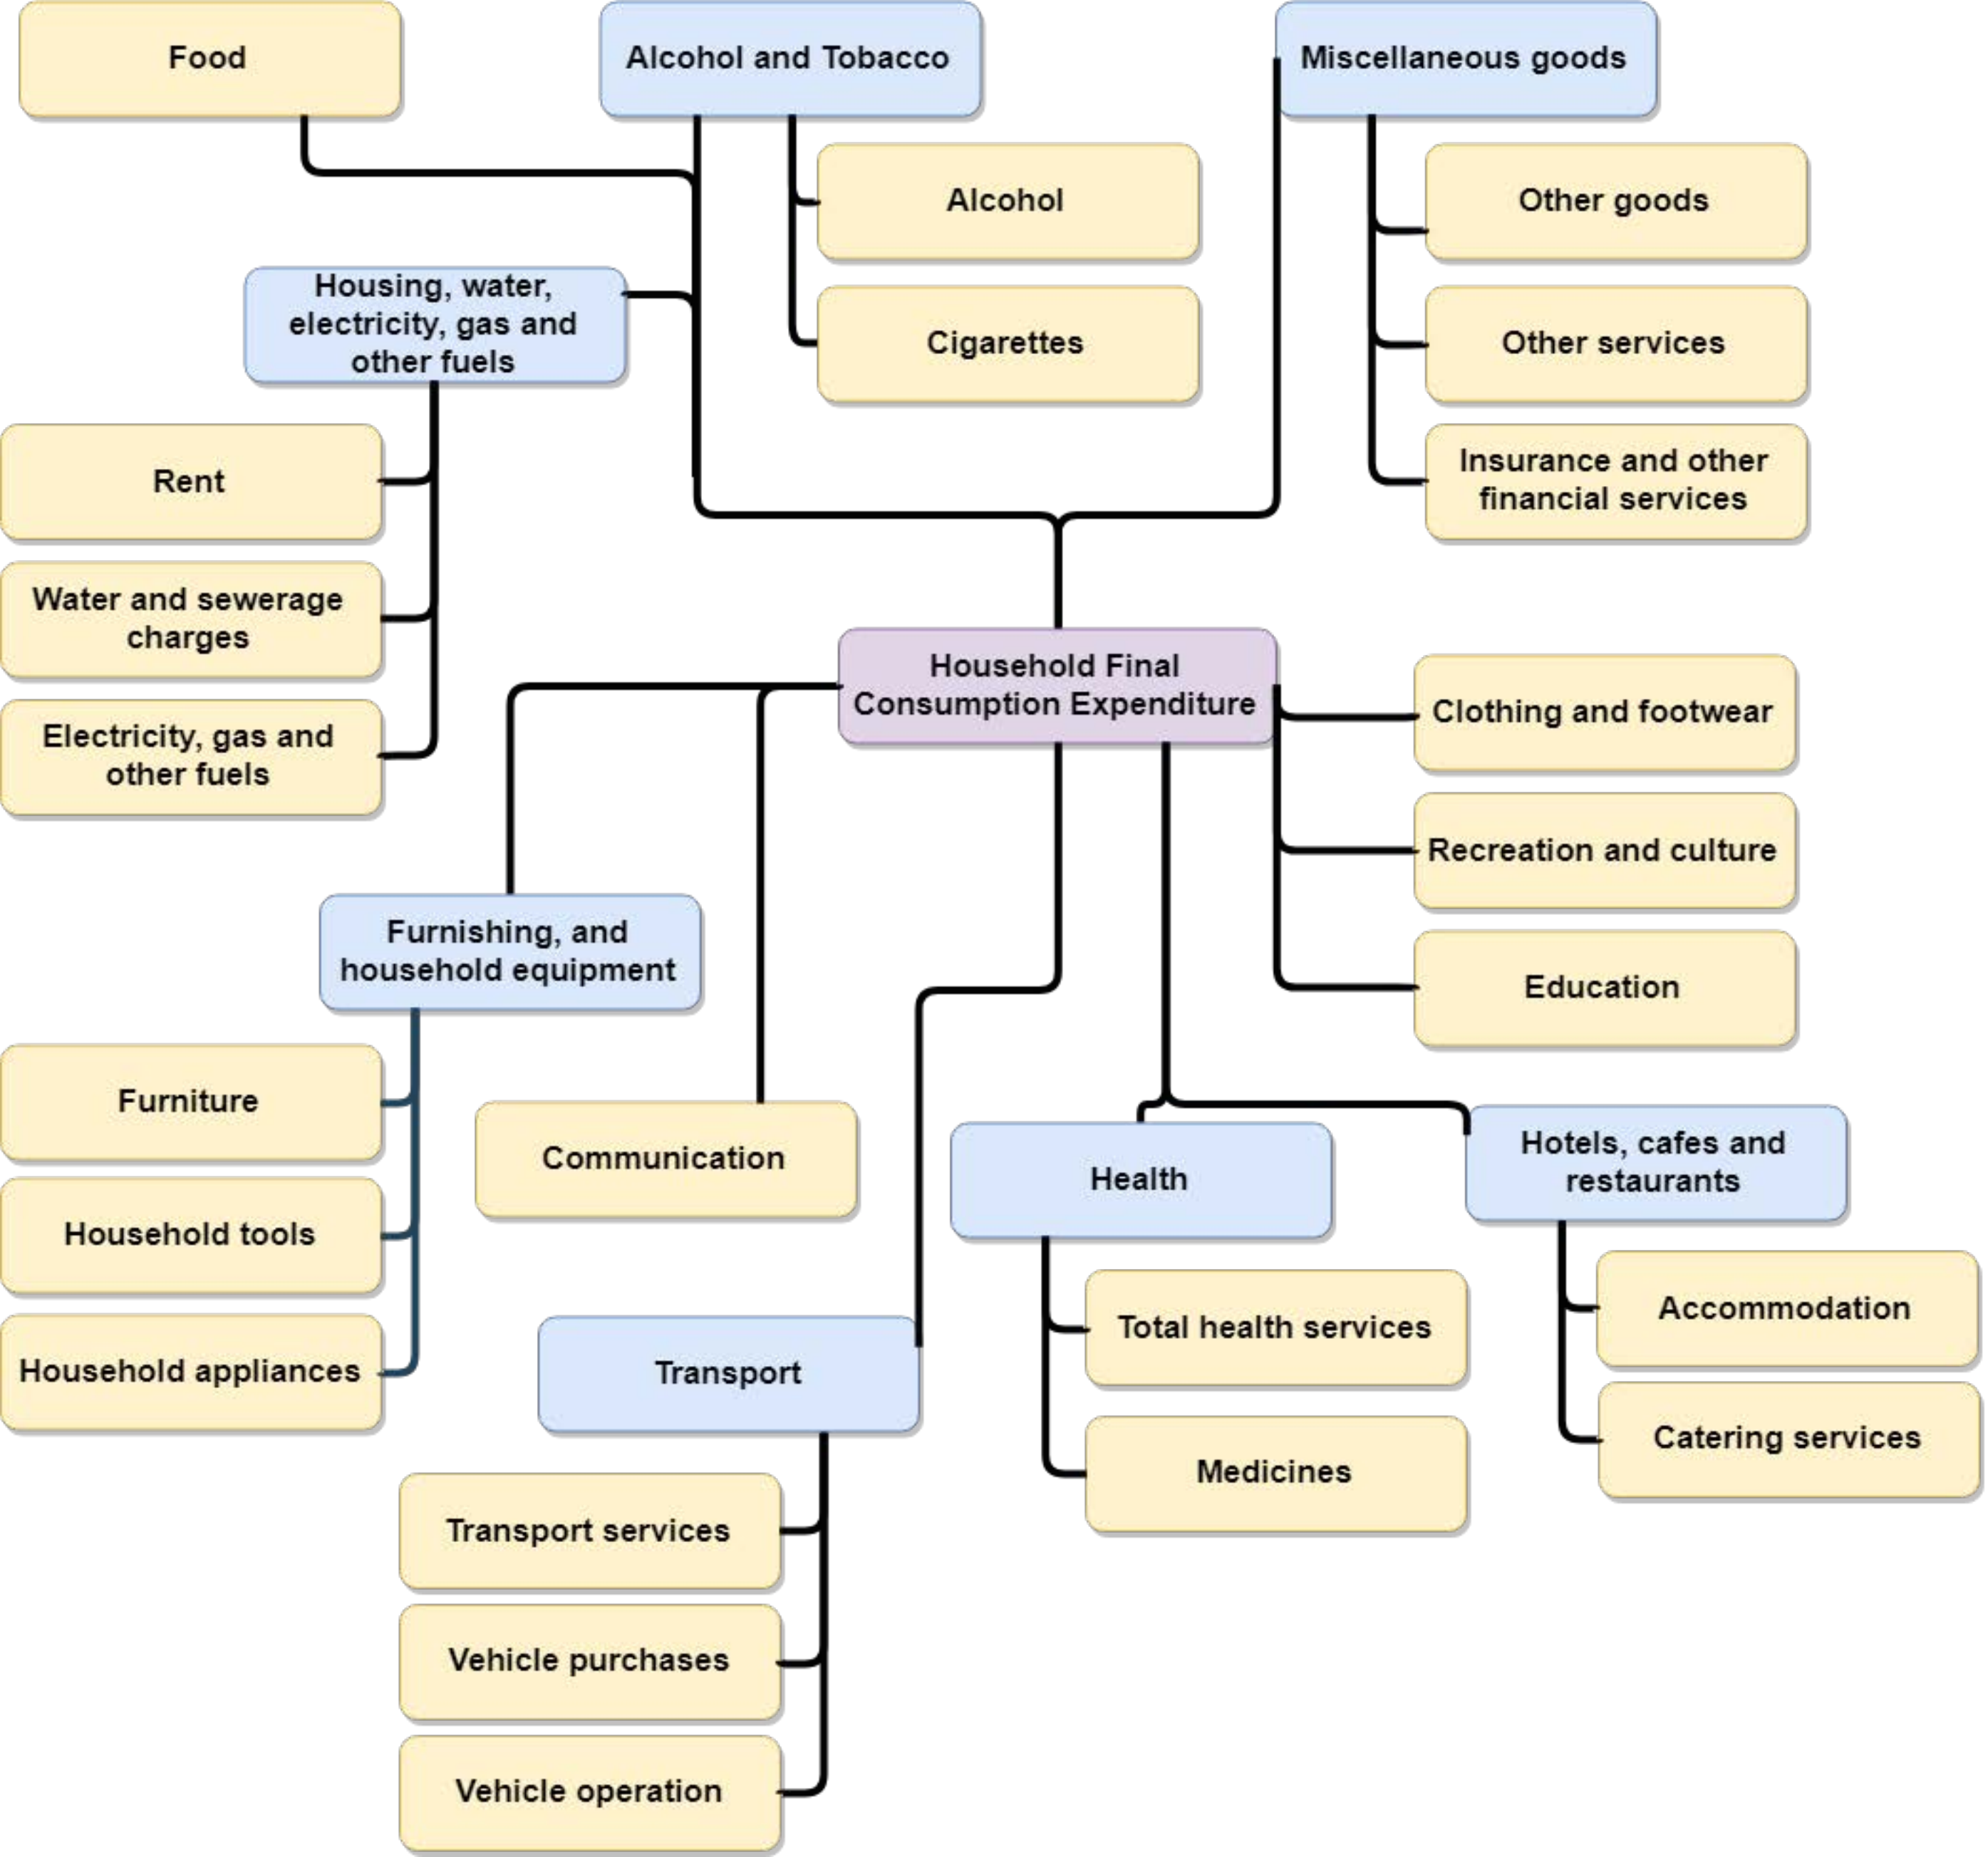 Food
Alcohol and Tobacco
Miscellaneous goods
Alcohol
Cigarettes
Other goods
Other services
Insurance and other
financial services
Housing, water,
electricity, gas and
other fuels
Rent
Water and sewerage
charges
Electricity, gas and
other fuels
Household Final
Consumption Expenditure
Clothing and footwear
Recreation and culture
Education
Furnishing, and
household equipment
Furniture
Household tools
Household appliances
Communication
Transport
Transport services
Vehicle purchases
Vehicle operation
Health
Total health services
Medicines
Hotels, cafes and
restaurants
Accommodation
Catering services